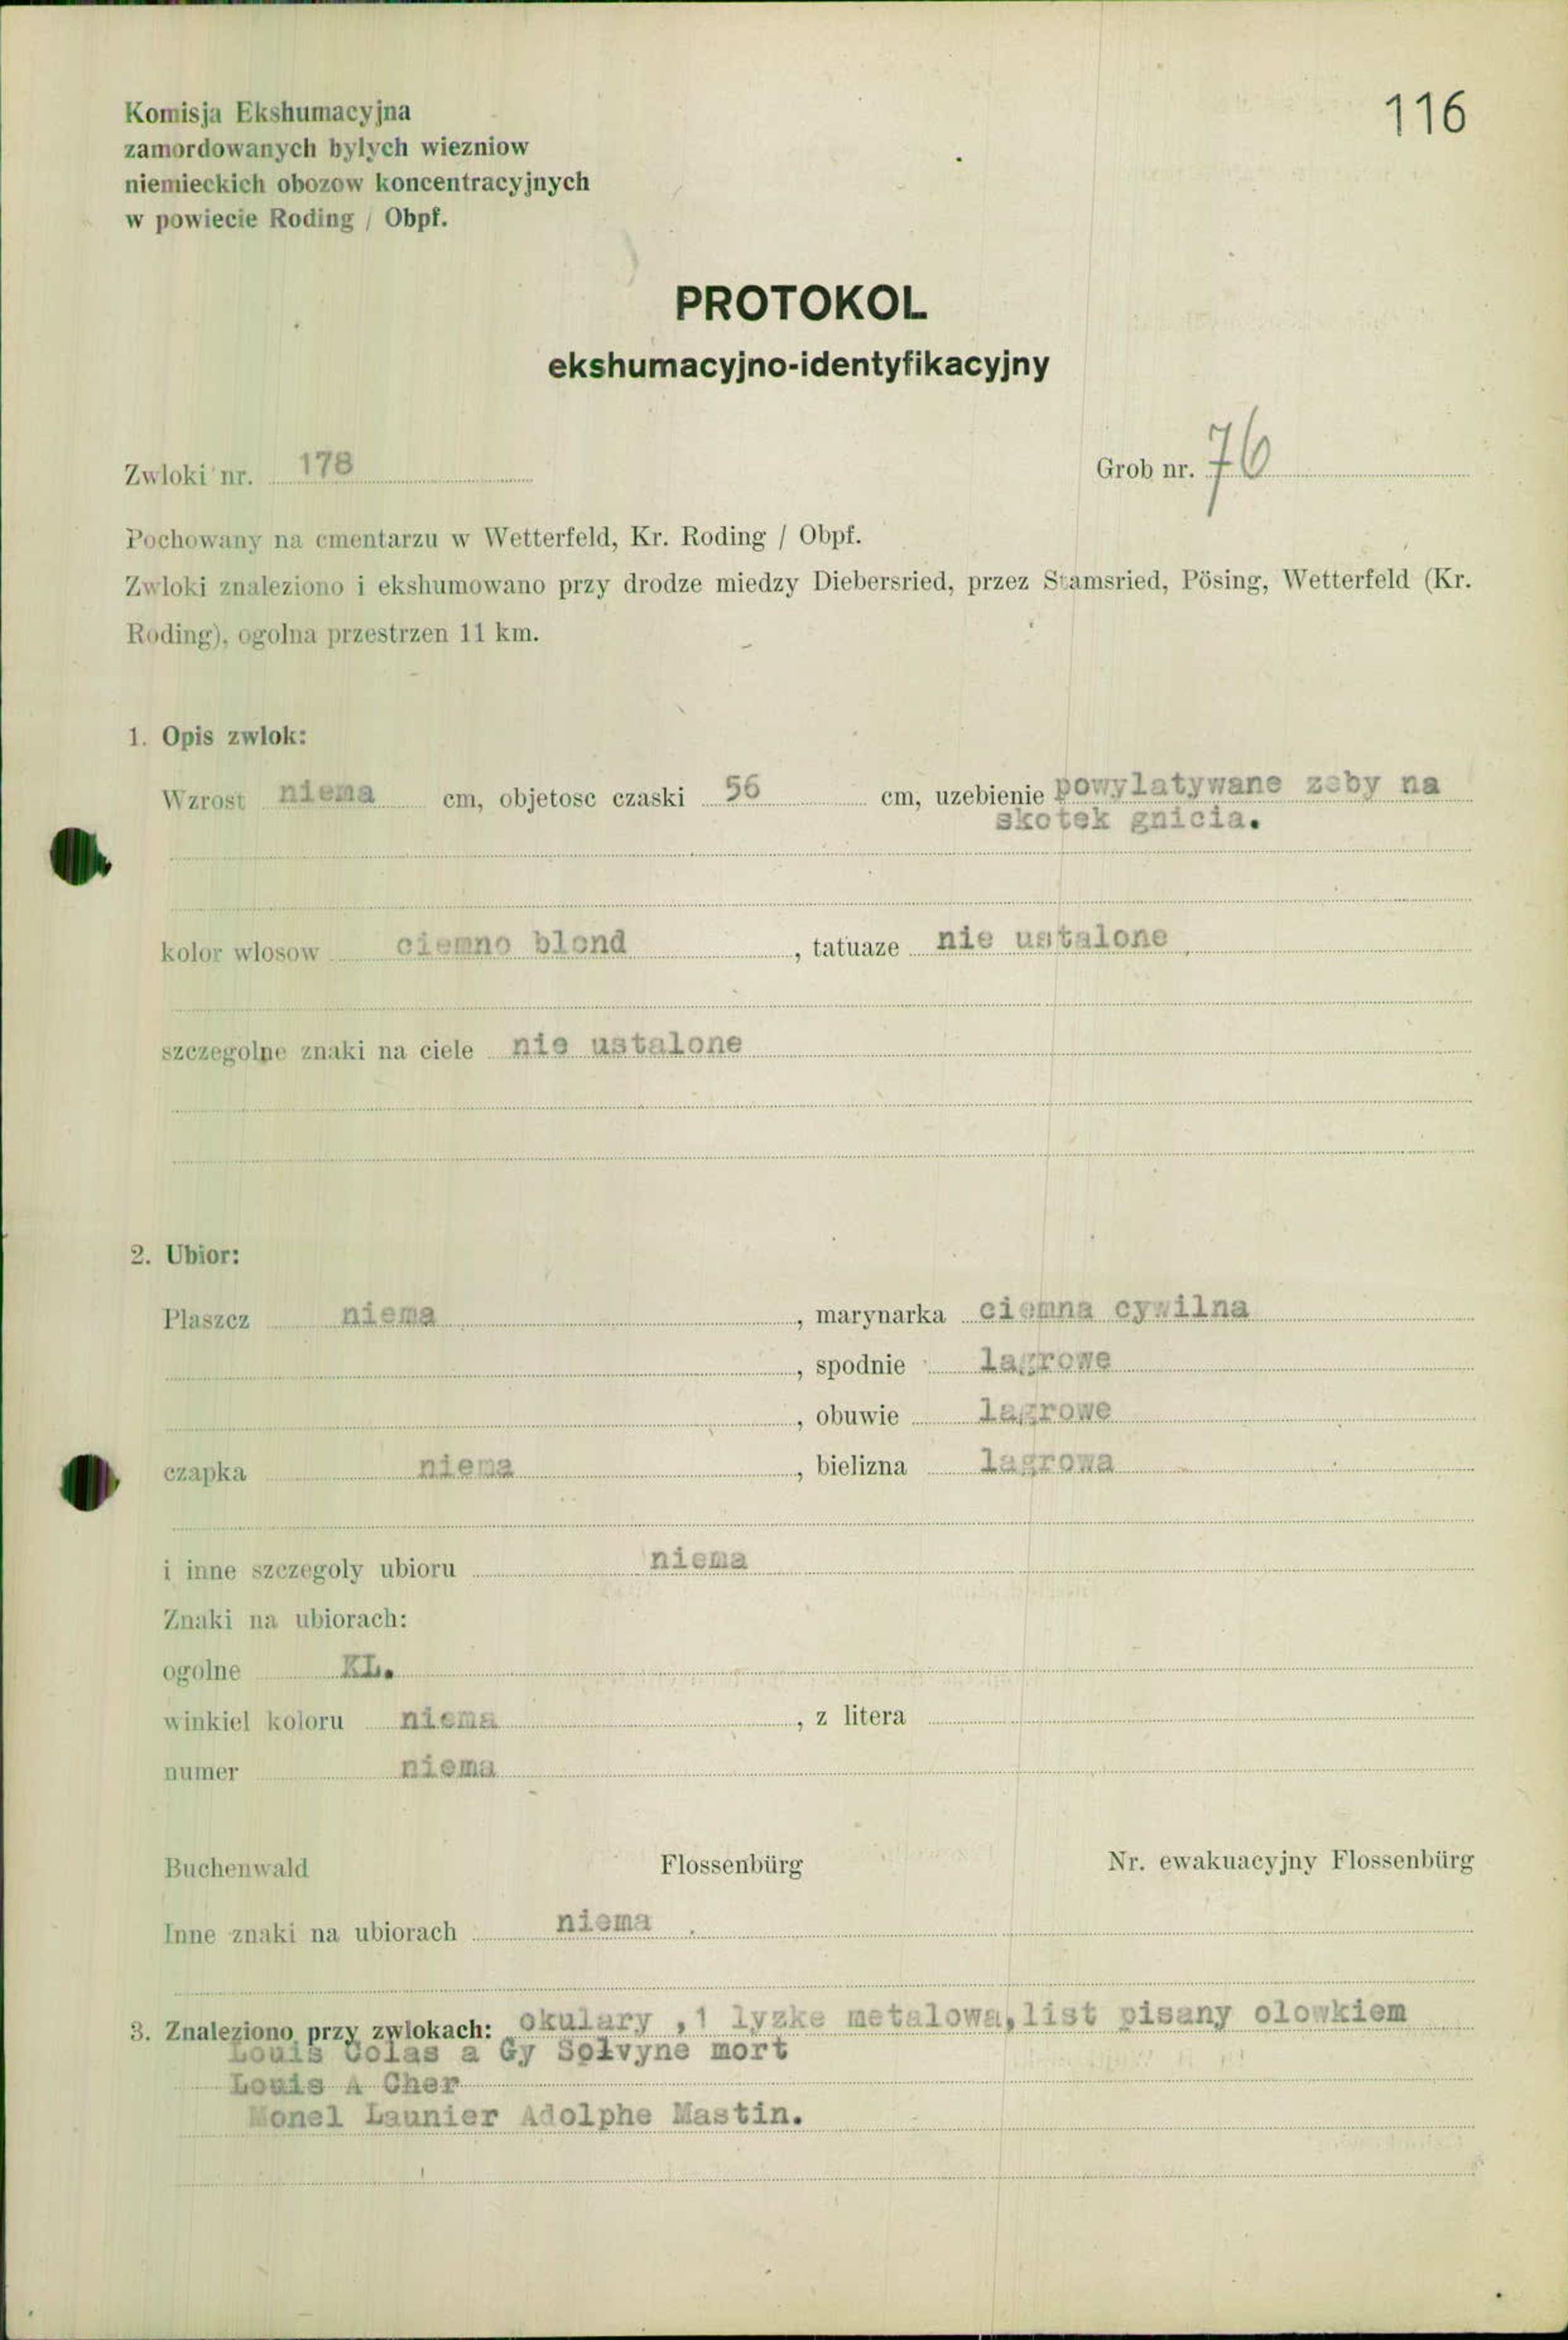 116
Komisja Ekshumacyjna
zamordowanych bylych wiezniow
niemieckich obozow koncentracyjnych
w powiecie Roding / Obpf.
PROTOKOL
ekshumacyjno-identyfikacyjny
Zwloki nr. 178 Grob nr. 76
Pochowany na cmentarzu w Wetterfeld, Kr. Roding / Obpf.
Zwloki znaleziono i ekshumowano przy drodze miedzy Diebersried, przez Stamsried, Pösing, Wetterfeld (Kr.
Roding), ogolna przestrzen 11 km.
1. Opis zwlok:
Wzrost niema cm, objetosc czaski 56 cm, uzebienie powylatywane zeby na
skotek gnicia.
kolor wlosow ciemno blond, tatuaze nie ustalone
szczegolne znaki na ciele nie ustalone
2. Ubior:
Plaszcz niema, marynarka ciemna cywilna
, spodnie lagrowe
, obuwie lagrowe
czapka niema, bielizna lagrowa
i inne szczegoly ubioru niema
Znaki na ubiorach:
ogolne KL.
winkiel koloru niema, z litera
numer niema
Buchenwald Flossenbürg Nr. ewakuacyjny Flossenbürg
Inne znaki na ubiorach niema
3. Znaleziono przy zwlokach: okulary ,1 lyzke metalowa,list pisany olowkiem
Louis Colas a Gy Solvyne mort
Louis A Cher
Monel Launier Adolphe Mastin.